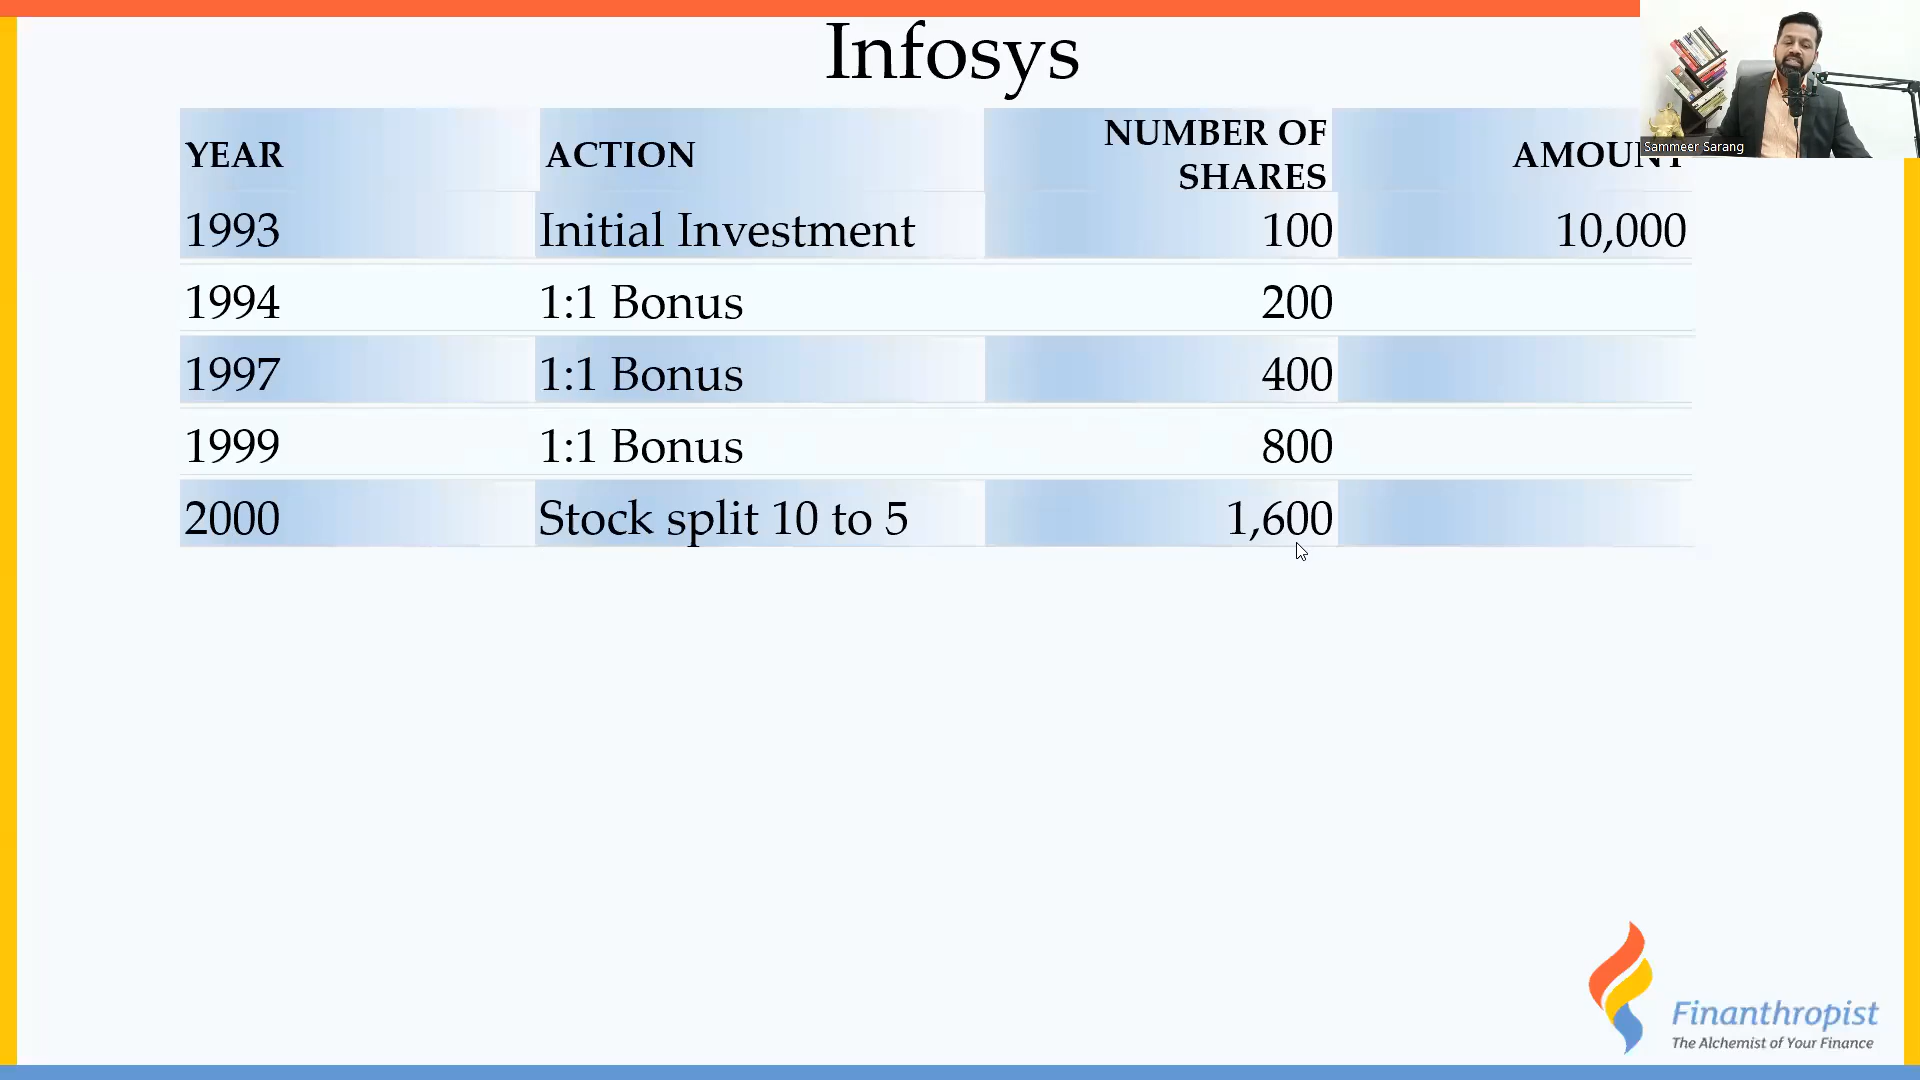 Infosys
YEAR ACTION NUMBER OF SHARES AMOUNT
1993 Initial Investment 100 10,000
1994 1:1 Bonus 200
1997 1:1 Bonus 400
1999 1:1 Bonus 800
2000 Stock split 10 to 5 1,600
Sammeer Sarang
Finanthropist
The Alchemist of Your Finance